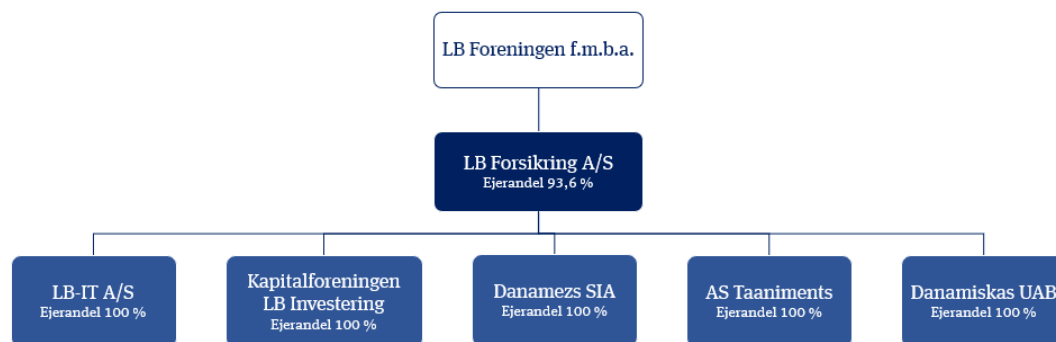 LB Foreningen f.m.b.a.
LB Forsikring A/S
Ejerandel 93,6 %
LB-IT A/S
Ejerandel 100 %
Kapitalforeningen
LB Investering
Ejerandel 100 %
Danamezs SIA
Ejerandel 100 %
AS Taaniments
Ejerandel 100 %
Danamiskas UAB
Ejerandel 100 %